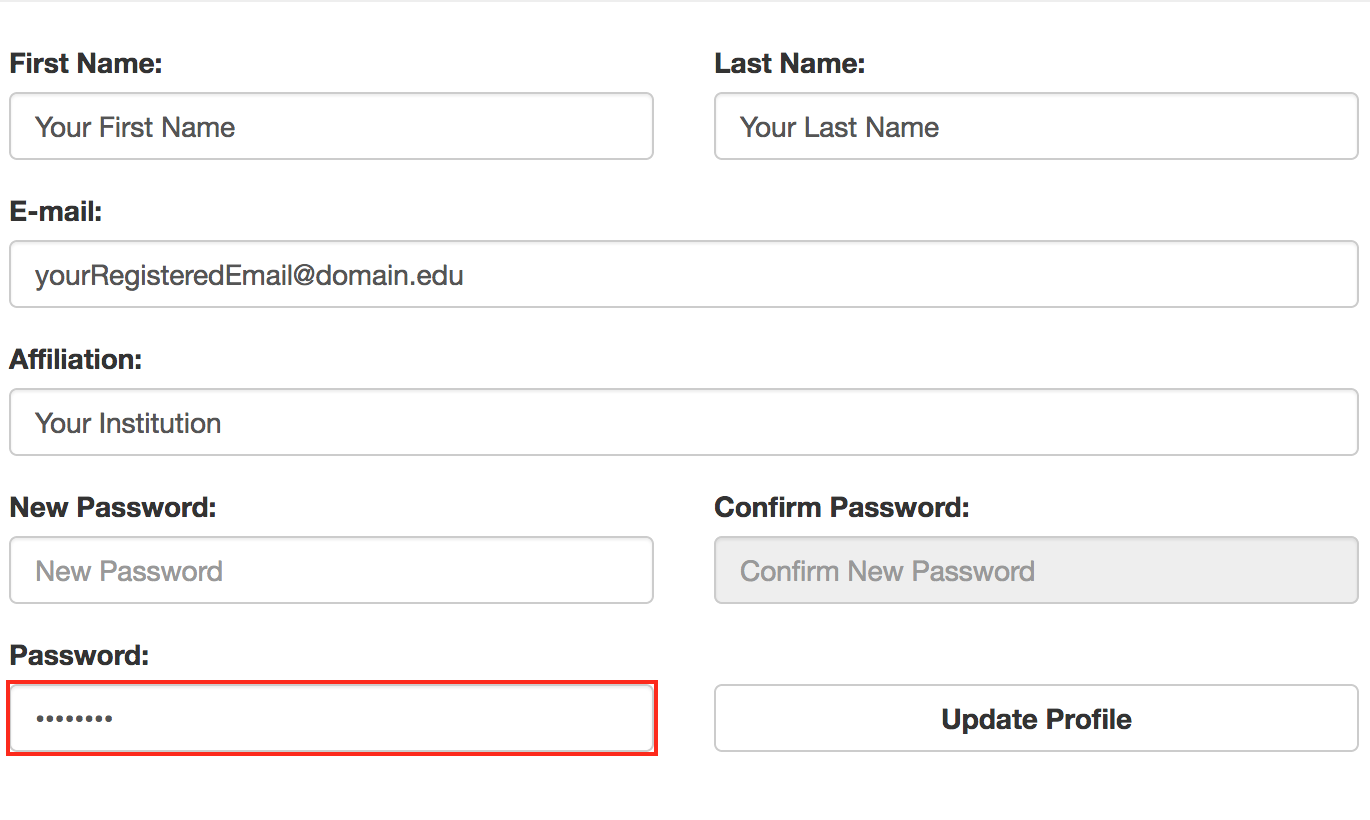 First Name:
Last Name:
Your First Name
Your Last Name
E-mail:
yourRegisteredEmail@domain.edu
Affiliation:
Your Institution
New Password:
Confirm Password:
New Password
Confirm New Password
Password:
••••••••
Update Profile